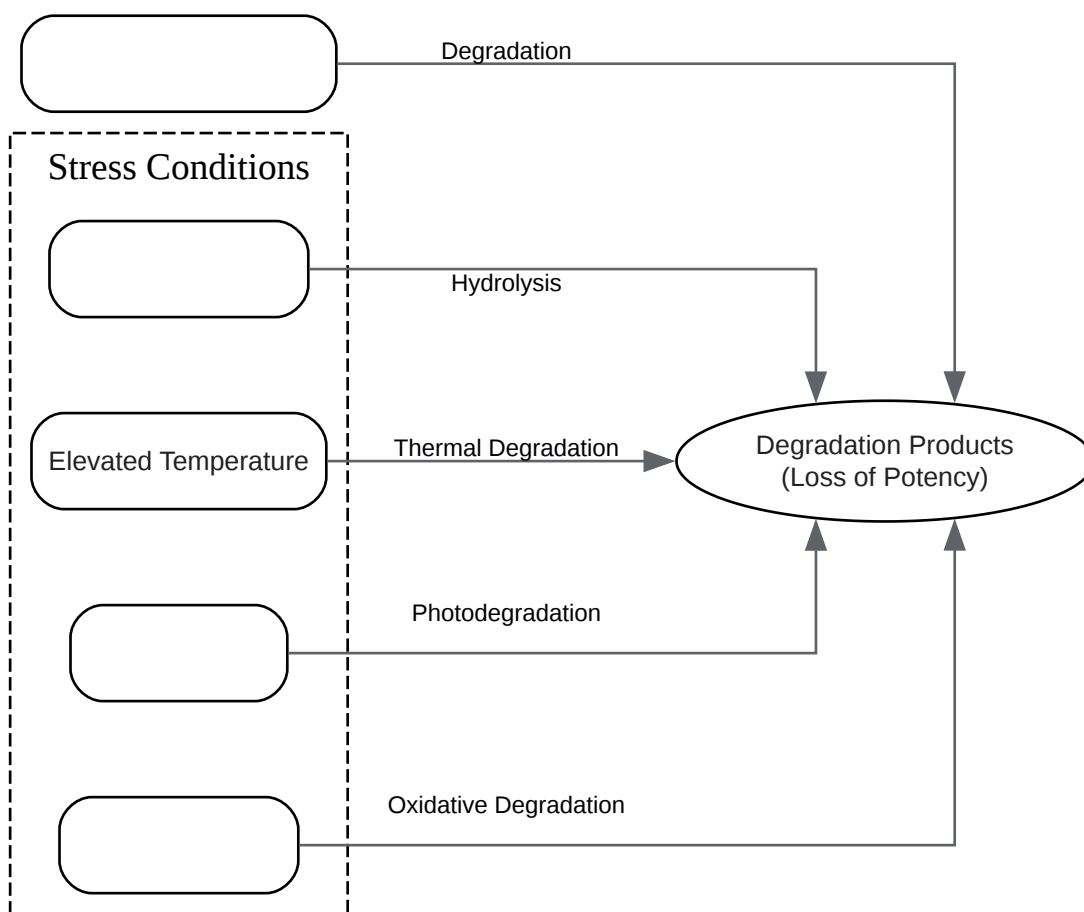 Degradation
Stress Conditions
Hydrolysis
Elevated Temperature
Thermal Degradation
Degradation Products
(Loss of Potency)
Photodegradation
Oxidative Degradation